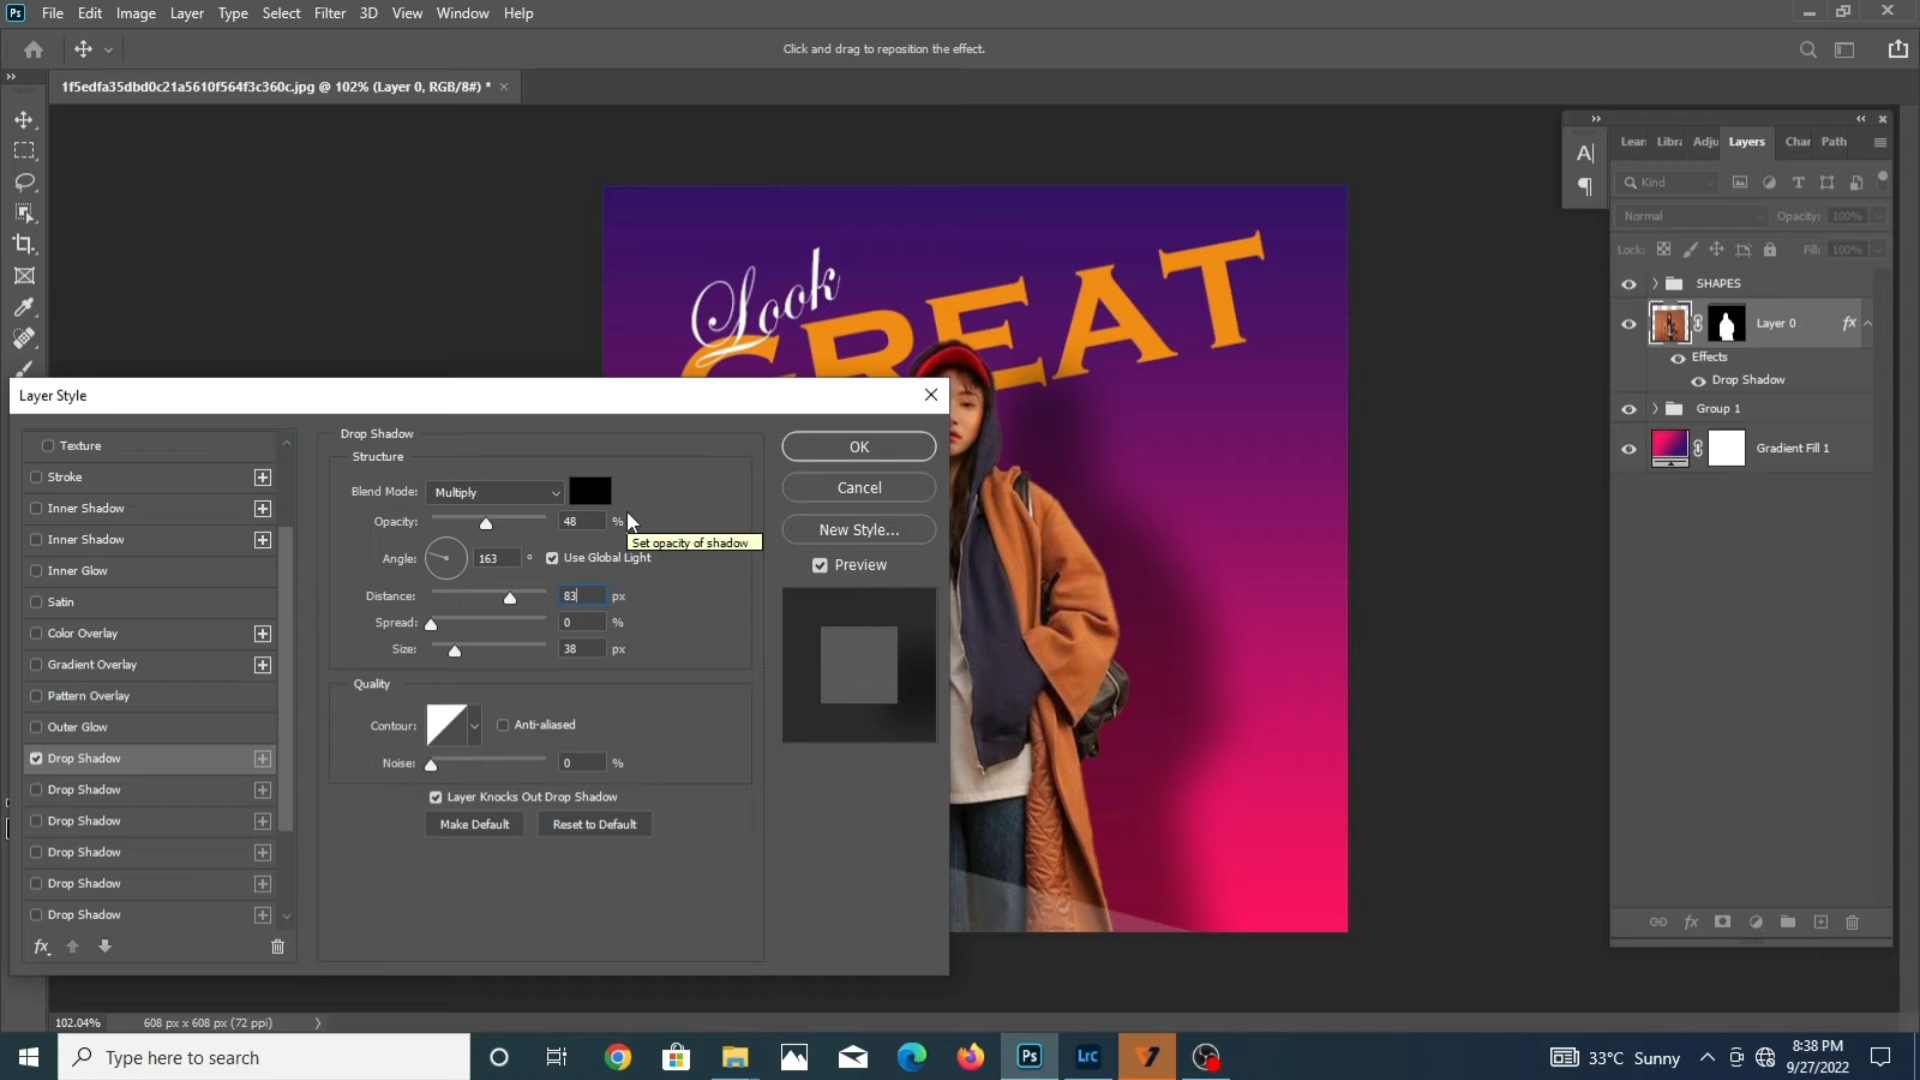 Ps File Edit Image Layer Type Select Filter 3D View Window Help
Click and drag to reposition the effect.
1f5edfa35dbd0c21a5610f564f3c360c.jpg @ 102% (Layer 0, RGB/8#) *
Look
GREAT
Layer Style
Texture
Stroke
Inner Shadow
Inner Shadow
Inner Glow
Satin
Color Overlay
Gradient Overlay
Pattern Overlay
Outer Glow
Drop Shadow
Drop Shadow
Drop Shadow
Drop Shadow
Drop Shadow
Drop Shadow
fx
Drop Shadow
Structure
Blend Mode: Multiply
Opacity: 48 %
Set opacity of shadow
Angle: 163 ° Use Global Light
Distance: 83 px
Spread: 0 %
Size: 38 px
Quality
Contour: Anti-aliased
Noise: 0 %
Layer Knocks Out Drop Shadow
Make Default Reset to Default
OK
Cancel
New Style...
Preview
A|
¶
Lear Libra Adju Layers Char Path
Kind
Normal Opacity: 100%
Lock: Fill: 100%
SHAPES
Layer 0 fx
Effects
Drop Shadow
Group 1
Gradient Fill 1
fx
102.04% 608 px x 608 px (72 ppi)
Type here to search
Ps
Lrc
33°C Sunny
8:38 PM
9/27/2022